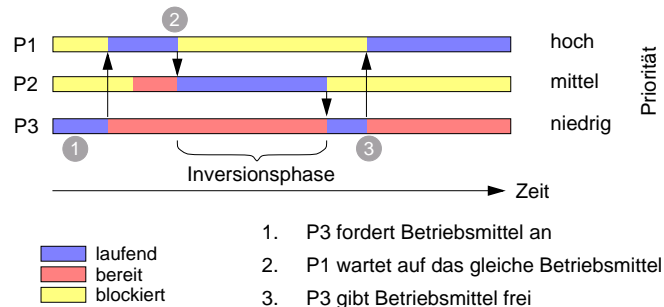 2
P1 hoch
P2 mittel
P3 niedrig
Priorität
1
3
Inversionsphase
Zeit
laufend
bereit
blockiert
1. P3 fordert Betriebsmittel an
2. P1 wartet auf das gleiche Betriebsmittel
3. P3 gibt Betriebsmittel frei